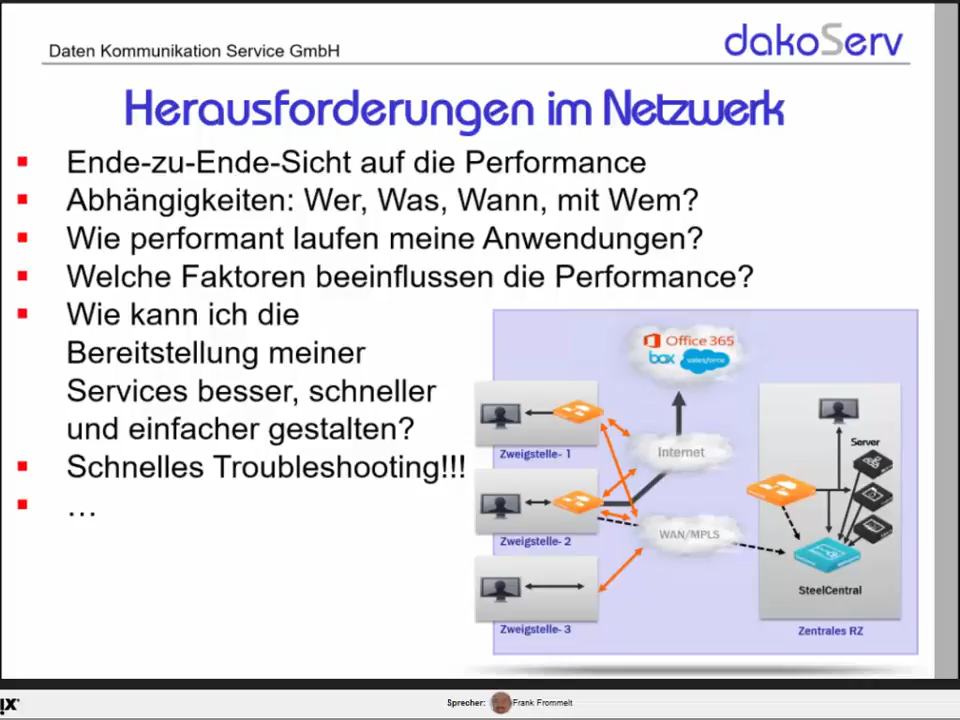 Daten Kommunikation Service GmbH
dakoServ
Herausforderungen im Netzwerk
Ende-zu-Ende-Sicht auf die Performance
Abhängigkeiten: Wer, Was, Wann, mit Wem?
Wie performant laufen meine Anwendungen?
Welche Faktoren beeinflussen die Performance?
Wie kann ich die
Bereitstellung meiner
Services besser, schneller
und einfacher gestalten?
Schnelles Troubleshooting!!!
...
Office 365
box salesforce
Zweigstelle- 1
Internet
Server
Zweigstelle- 2
WAN/MPLS
SteelCentral
Zweigstelle- 3
Zentrales RZ
Sprecher: Frank Frommelt